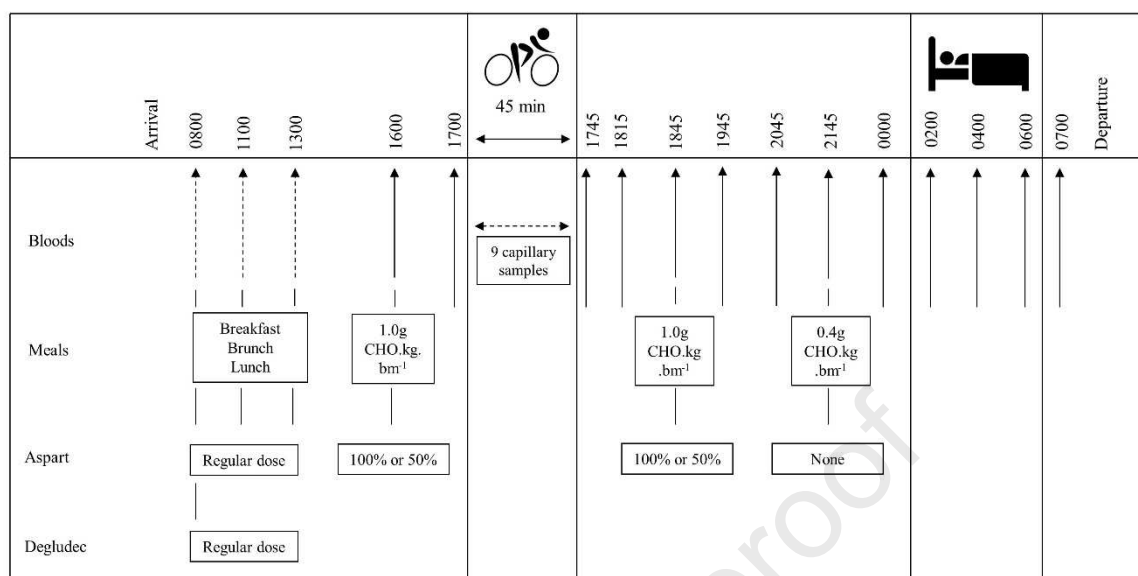 45 min
Arrival
0800
1100
1300
1600
1700
1745
1815
1845
1945
2045
2145
0000
0200
0400
0600
0700
Departure
Bloods
9 capillary
samples
Meals
Breakfast
Brunch
Lunch
1.0g
CHO.kg.
bm-1
1.0g
CHO.kg
.bm-1
0.4g
CHO.kg
.bm-1
Aspart
Regular dose
100% or 50%
100% or 50%
None
Degludec
Regular dose